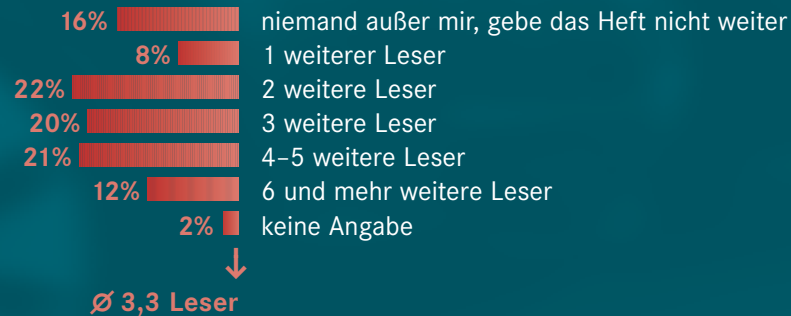 16% niemand außer mir, gebe das Heft nicht weiter
8% 1 weiterer Leser
22% 2 weitere Leser
20% 3 weitere Leser
21% 4–5 weitere Leser
12% 6 und mehr weitere Leser
2% keine Angabe
↓
Ø 3,3 Leser